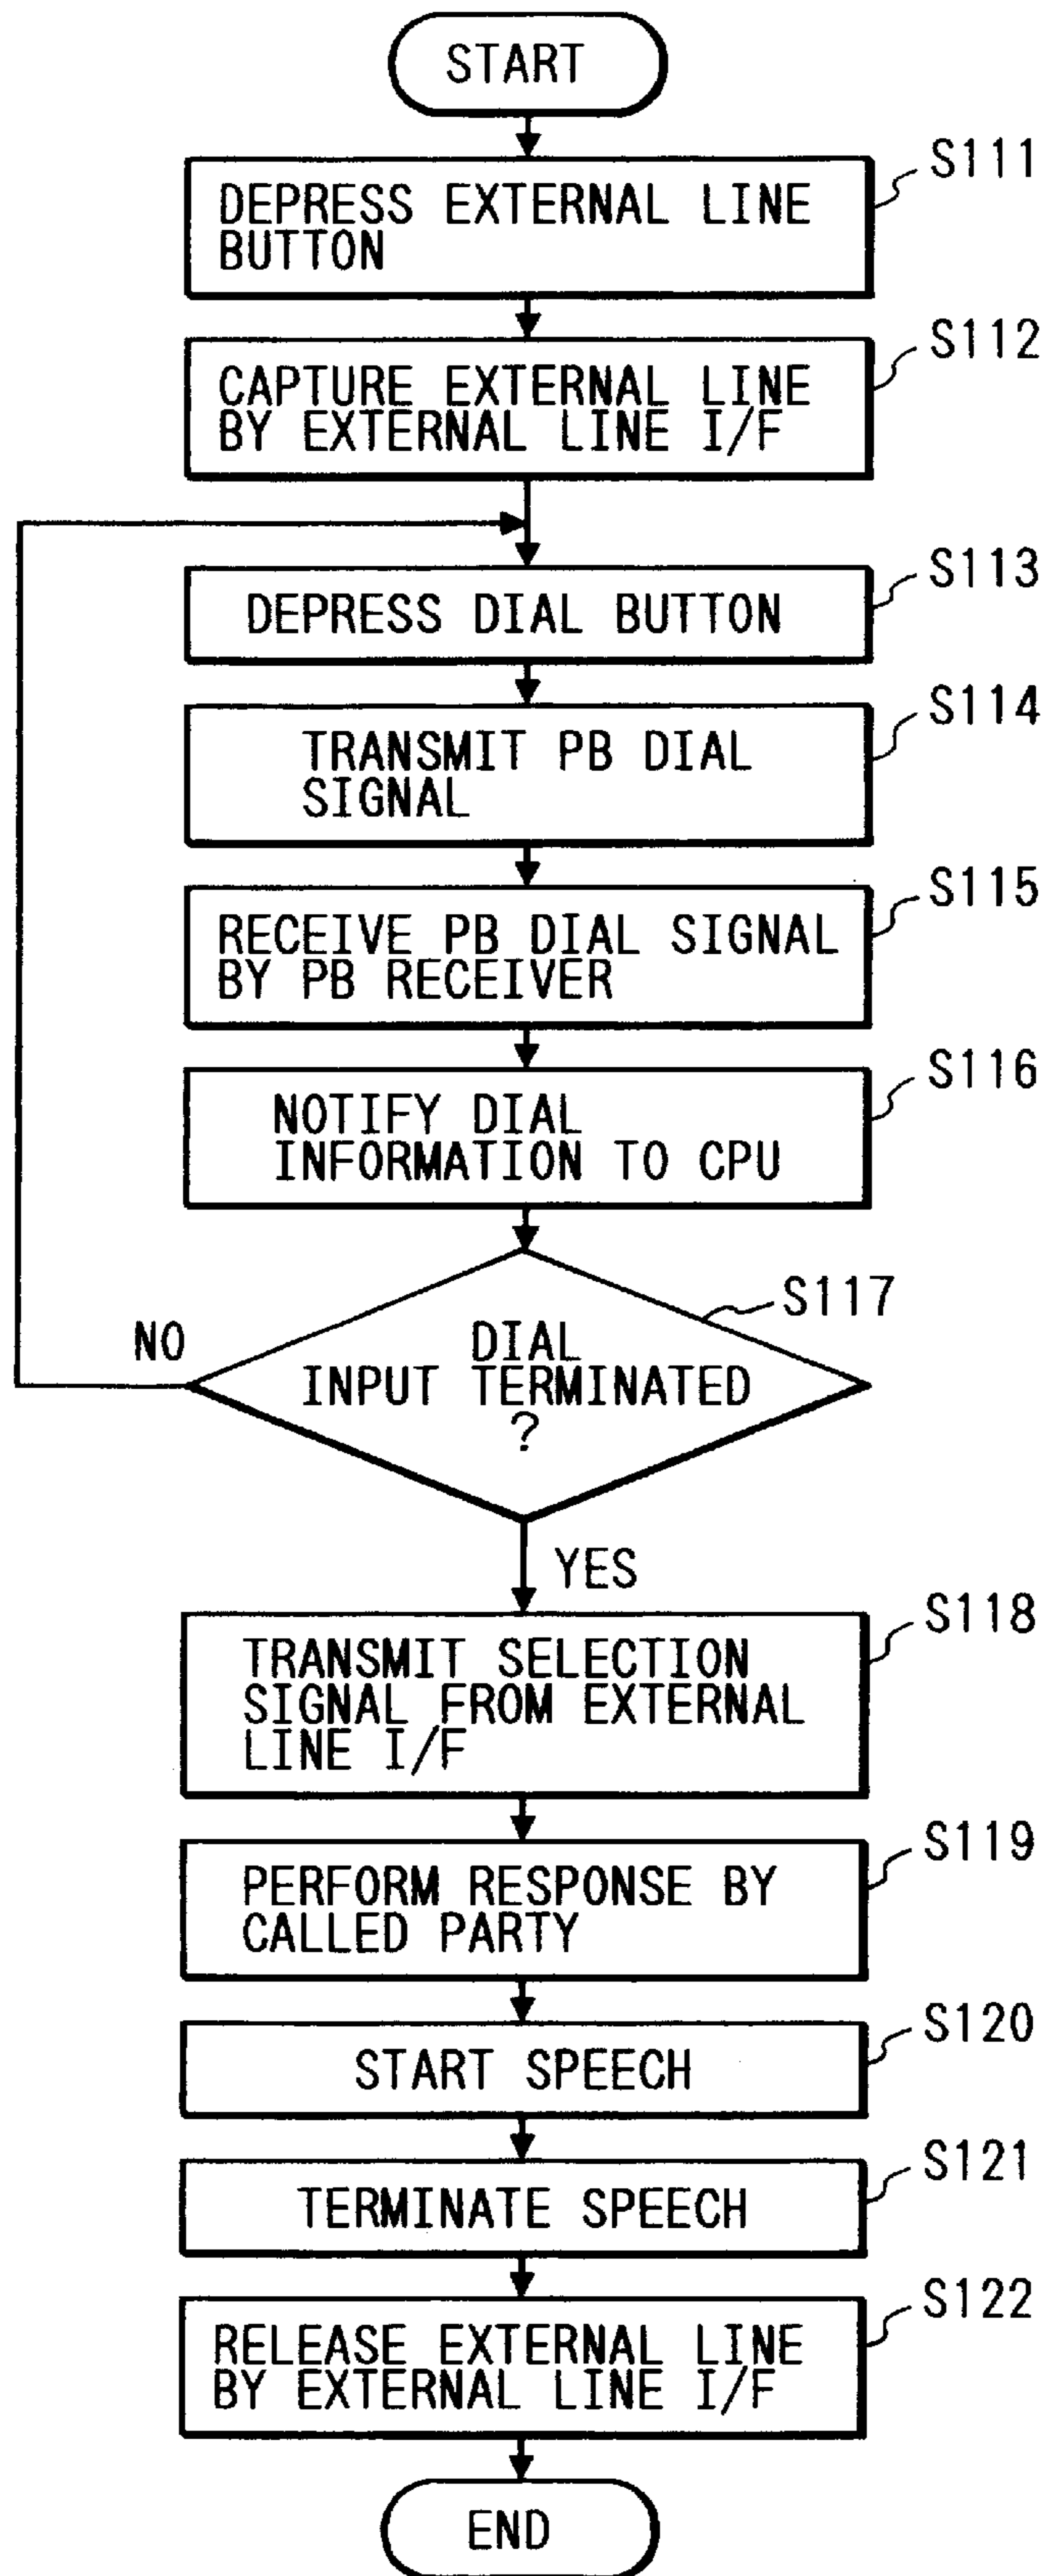 START
S111
DEPRESS EXTERNAL LINE
BUTTON
S112
CAPTURE EXTERNAL LINE
BY EXTERNAL LINE I/F
S113
DEPRESS DIAL BUTTON
S114
TRANSMIT PB DIAL
SIGNAL
S115
RECEIVE PB DIAL SIGNAL
BY PB RECEIVER
S116
NOTIFY DIAL
INFORMATION TO CPU
S117
NO
DIAL
INPUT TERMINATED
?
YES
S118
TRANSMIT SELECTION
SIGNAL FROM EXTERNAL
LINE I/F
S119
PERFORM RESPONSE BY
CALLED PARTY
S120
START SPEECH
S121
TERMINATE SPEECH
S122
RELEASE EXTERNAL LINE
BY EXTERNAL LINE I/F
END